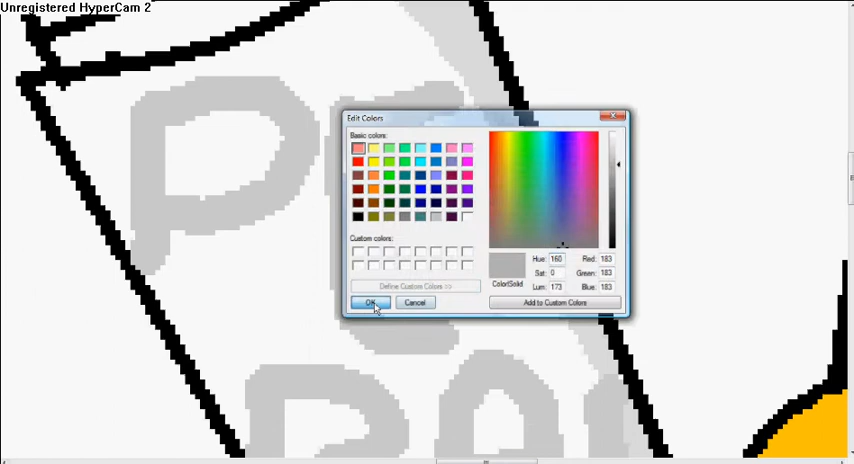 Unregistered HyperCam 2
Edit Colors
Basic colors:
Custom colors:
Define Custom Colors >>
OK
Cancel
Color|Solid
Hue: 160
Sat: 0
Lum: 173
Red: 183
Green: 183
Blue: 183
Add to Custom Colors